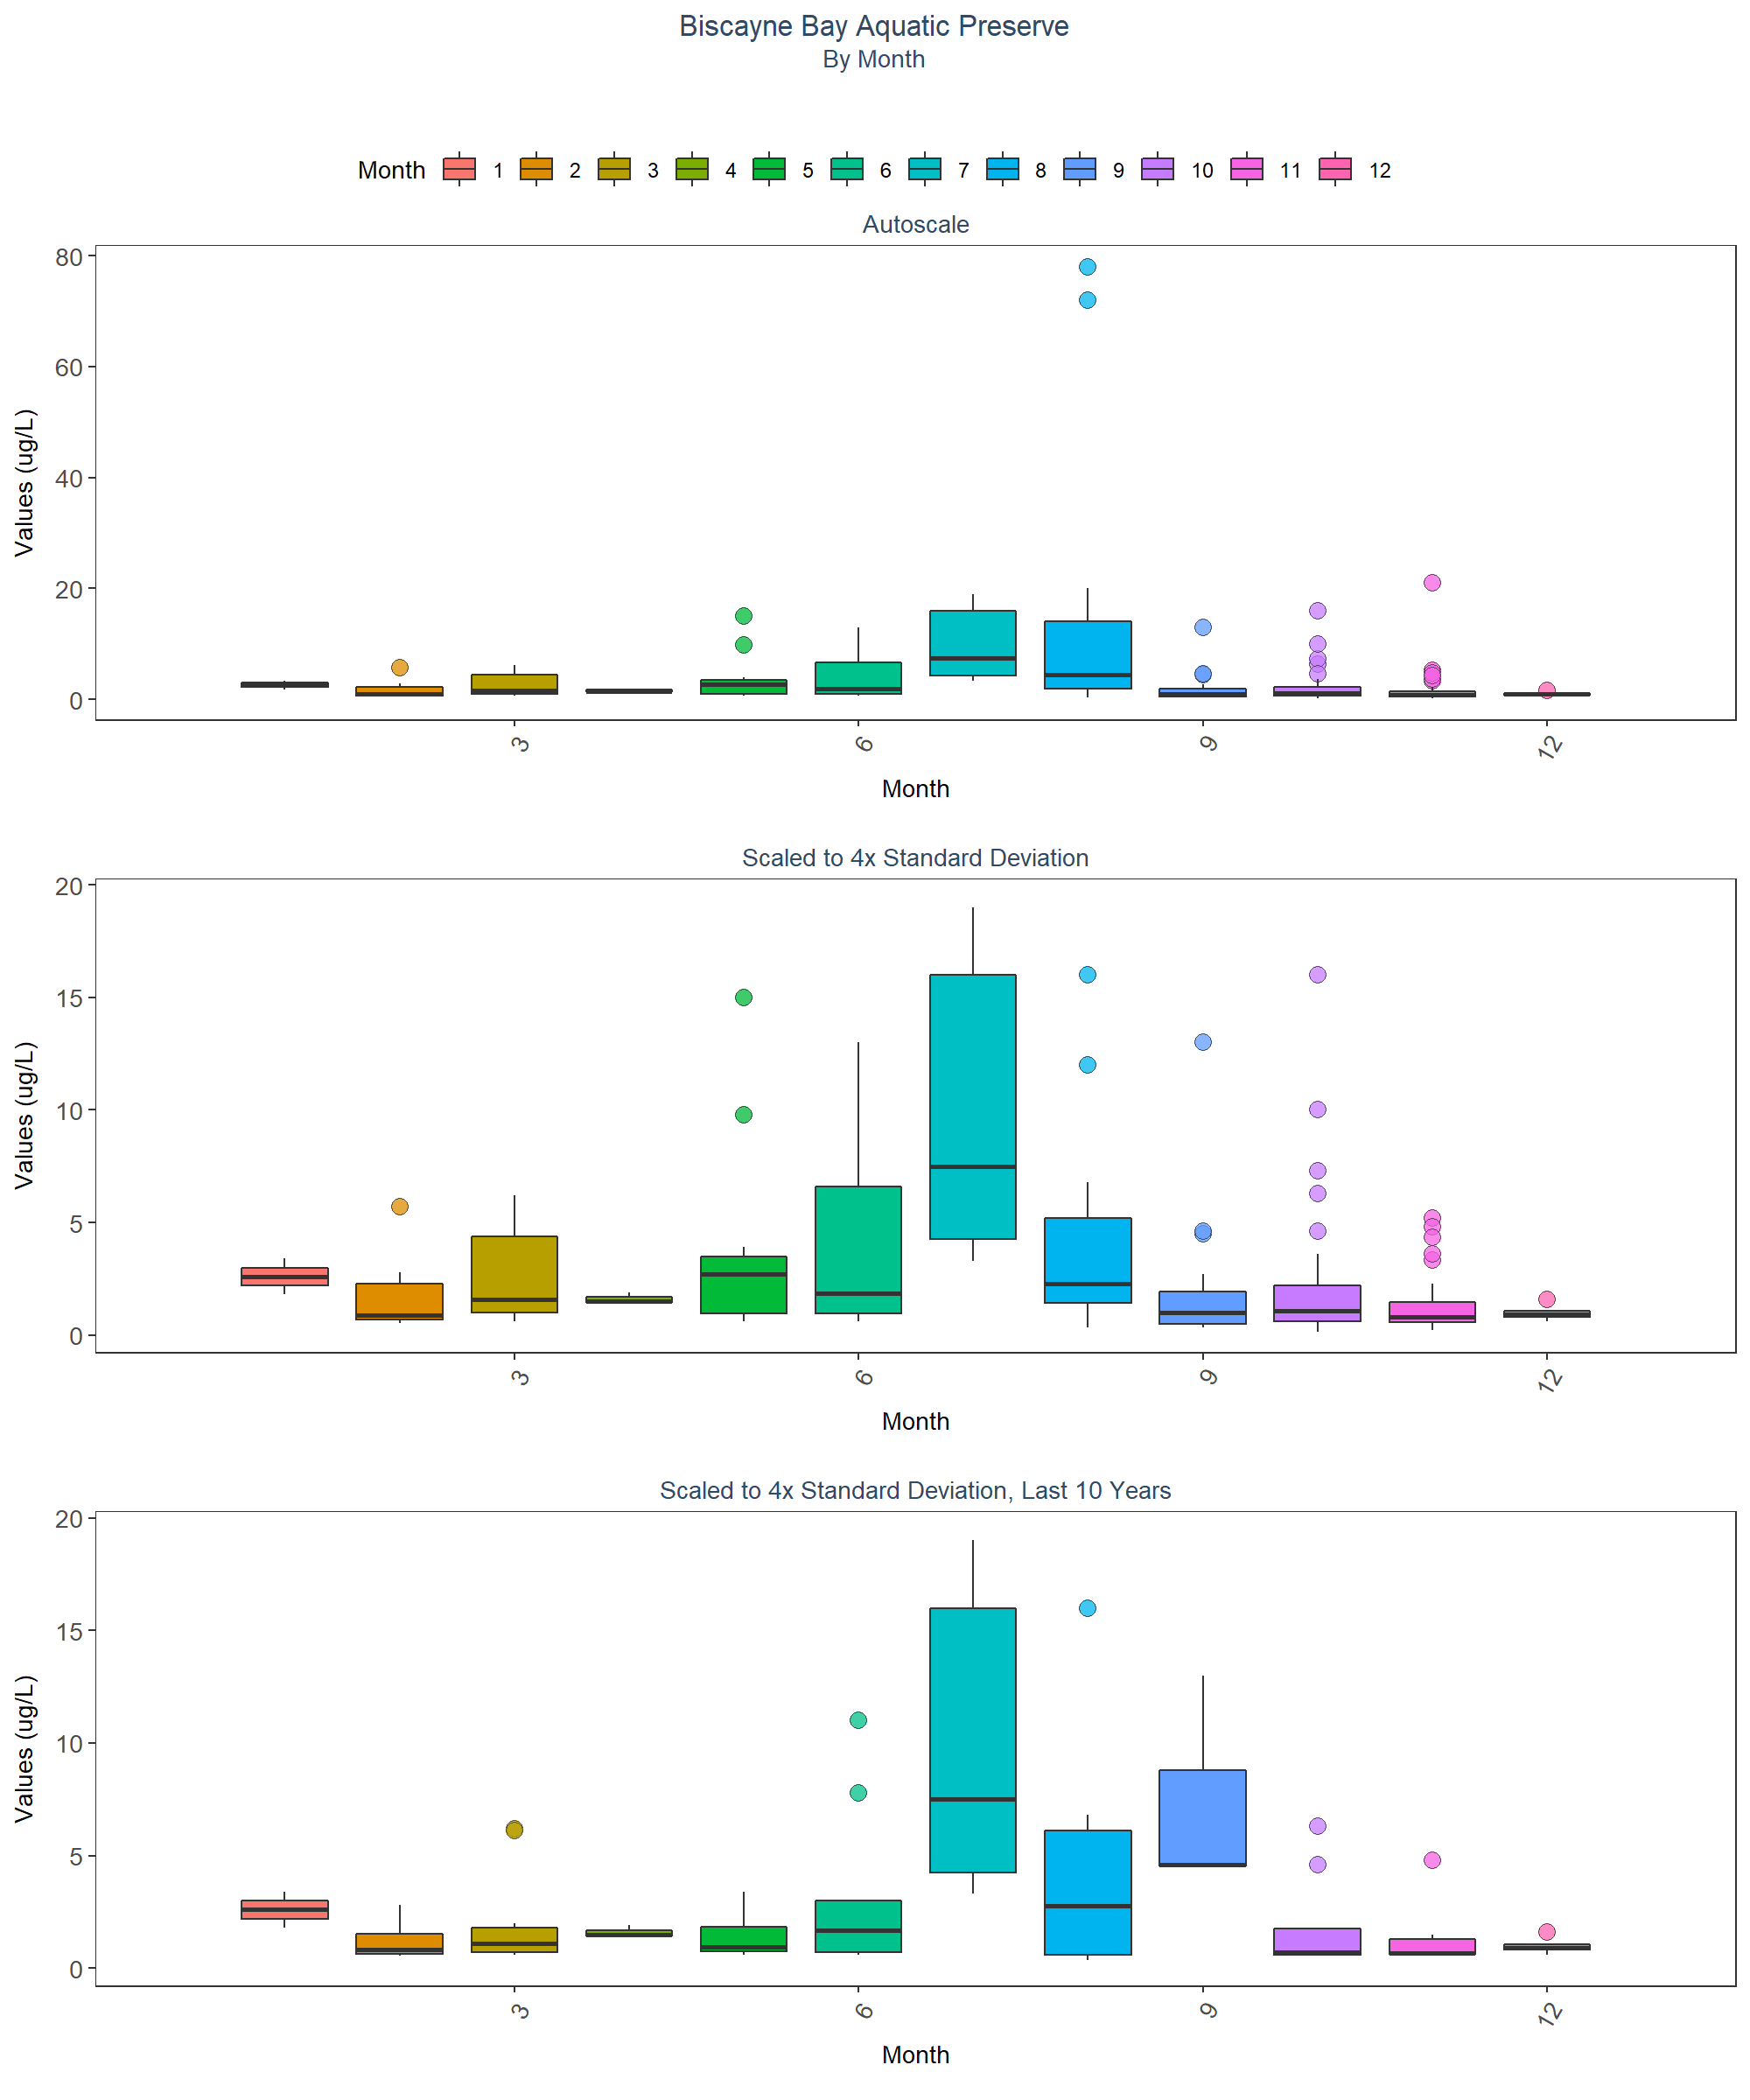 Biscayne Bay Aquatic Preserve
By Month
Month 1 2 3 4 5 6 7 8 9 10 11 12
Autoscale
80
60
40
20
0
Values (ug/L)
3 6 9 12
Month
Scaled to 4x Standard Deviation
20
15
10
5
0
Values (ug/L)
3 6 9 12
Month
Scaled to 4x Standard Deviation, Last 10 Years
20
15
10
5
0
Values (ug/L)
3 6 9 12
Month